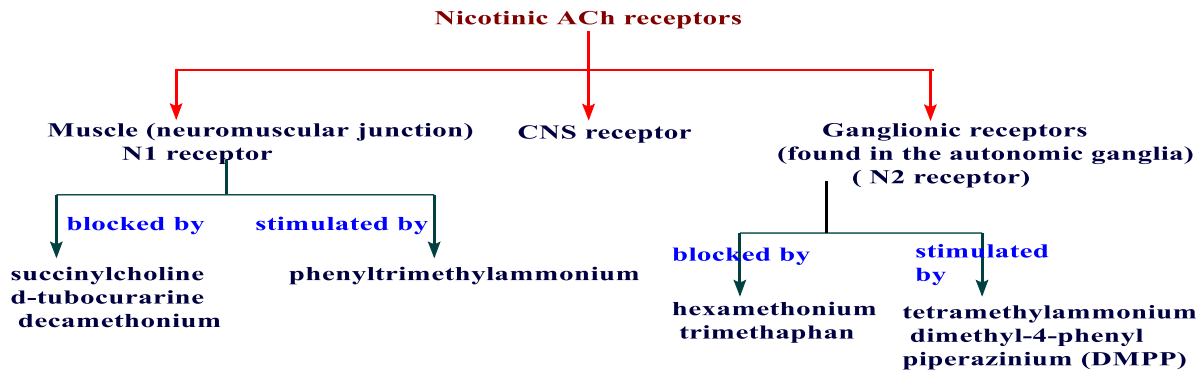 Nicotinic ACh receptors
Muscle (neuromuscular junction)
N1 receptor
CNS receptor
Ganglionic receptors
(found in the autonomic ganglia)
( N2 receptor)
blocked by
stimulated by
succinylcholine
d-tubocurarine
decamethonium
phenyltrimethylammonium
blocked by
stimulated
by
hexamethonium
trimethaphan
tetramethylammonium
dimethyl-4-phenyl
piperazinium (DMPP)